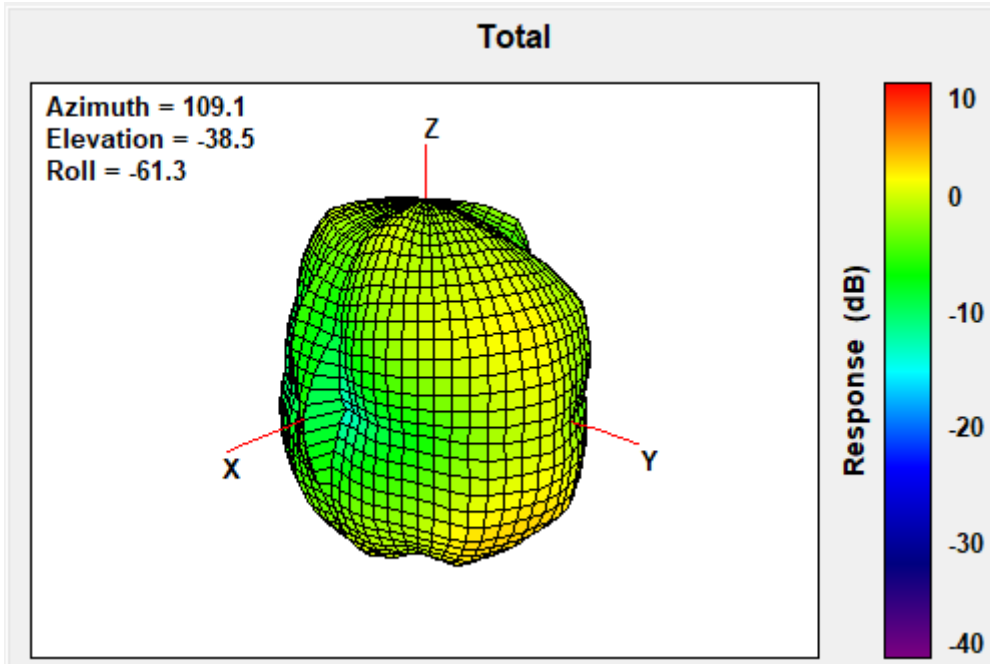 Total
Azimuth = 109.1
Elevation = -38.5
Roll = -61.3
Z
X
Y
10
0
-10
-20
-30
-40
Response (dB)